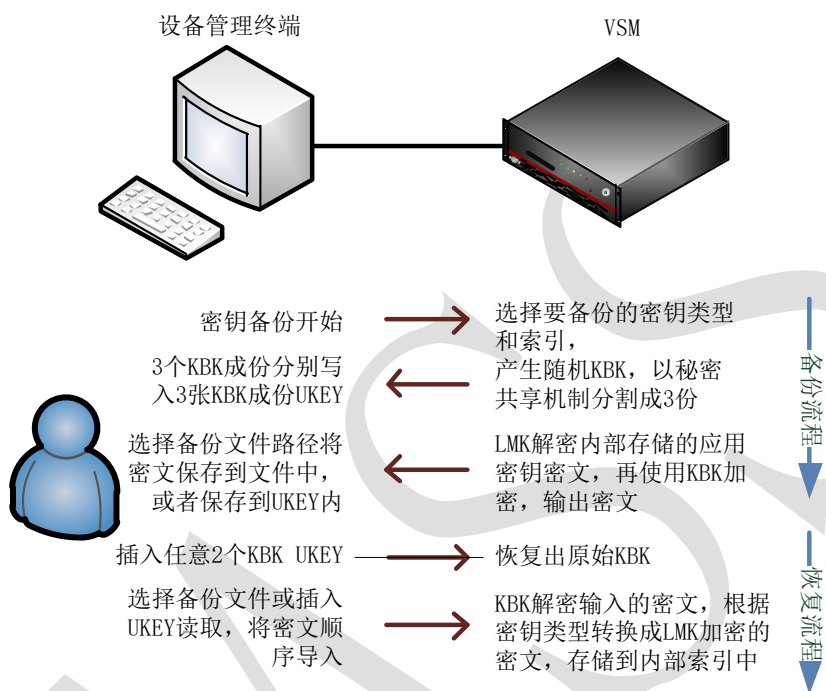 设备管理终端
VSM
密钥备份开始
选择要备份的密钥类型
和索引,
3个KBK成份分别写
入3张KBK成份UKEY
产生随机KBK，以秘密
共享机制分割成3份
选择备份文件路径将
密文保存到文件中，
或者保存到UKEY内
LMK解密内部存储的应用
密钥密文，再使用KBK加
密，输出密文
备份流程
插入任意2个KBK UKEY
恢复出原始KBK
选择备份文件或插入
UKEY读取，将密文顺
序导入
KBK解密输入的密文，根据
密钥类型转换成LMK加密的
密文，存储到内部索引中
恢复流程